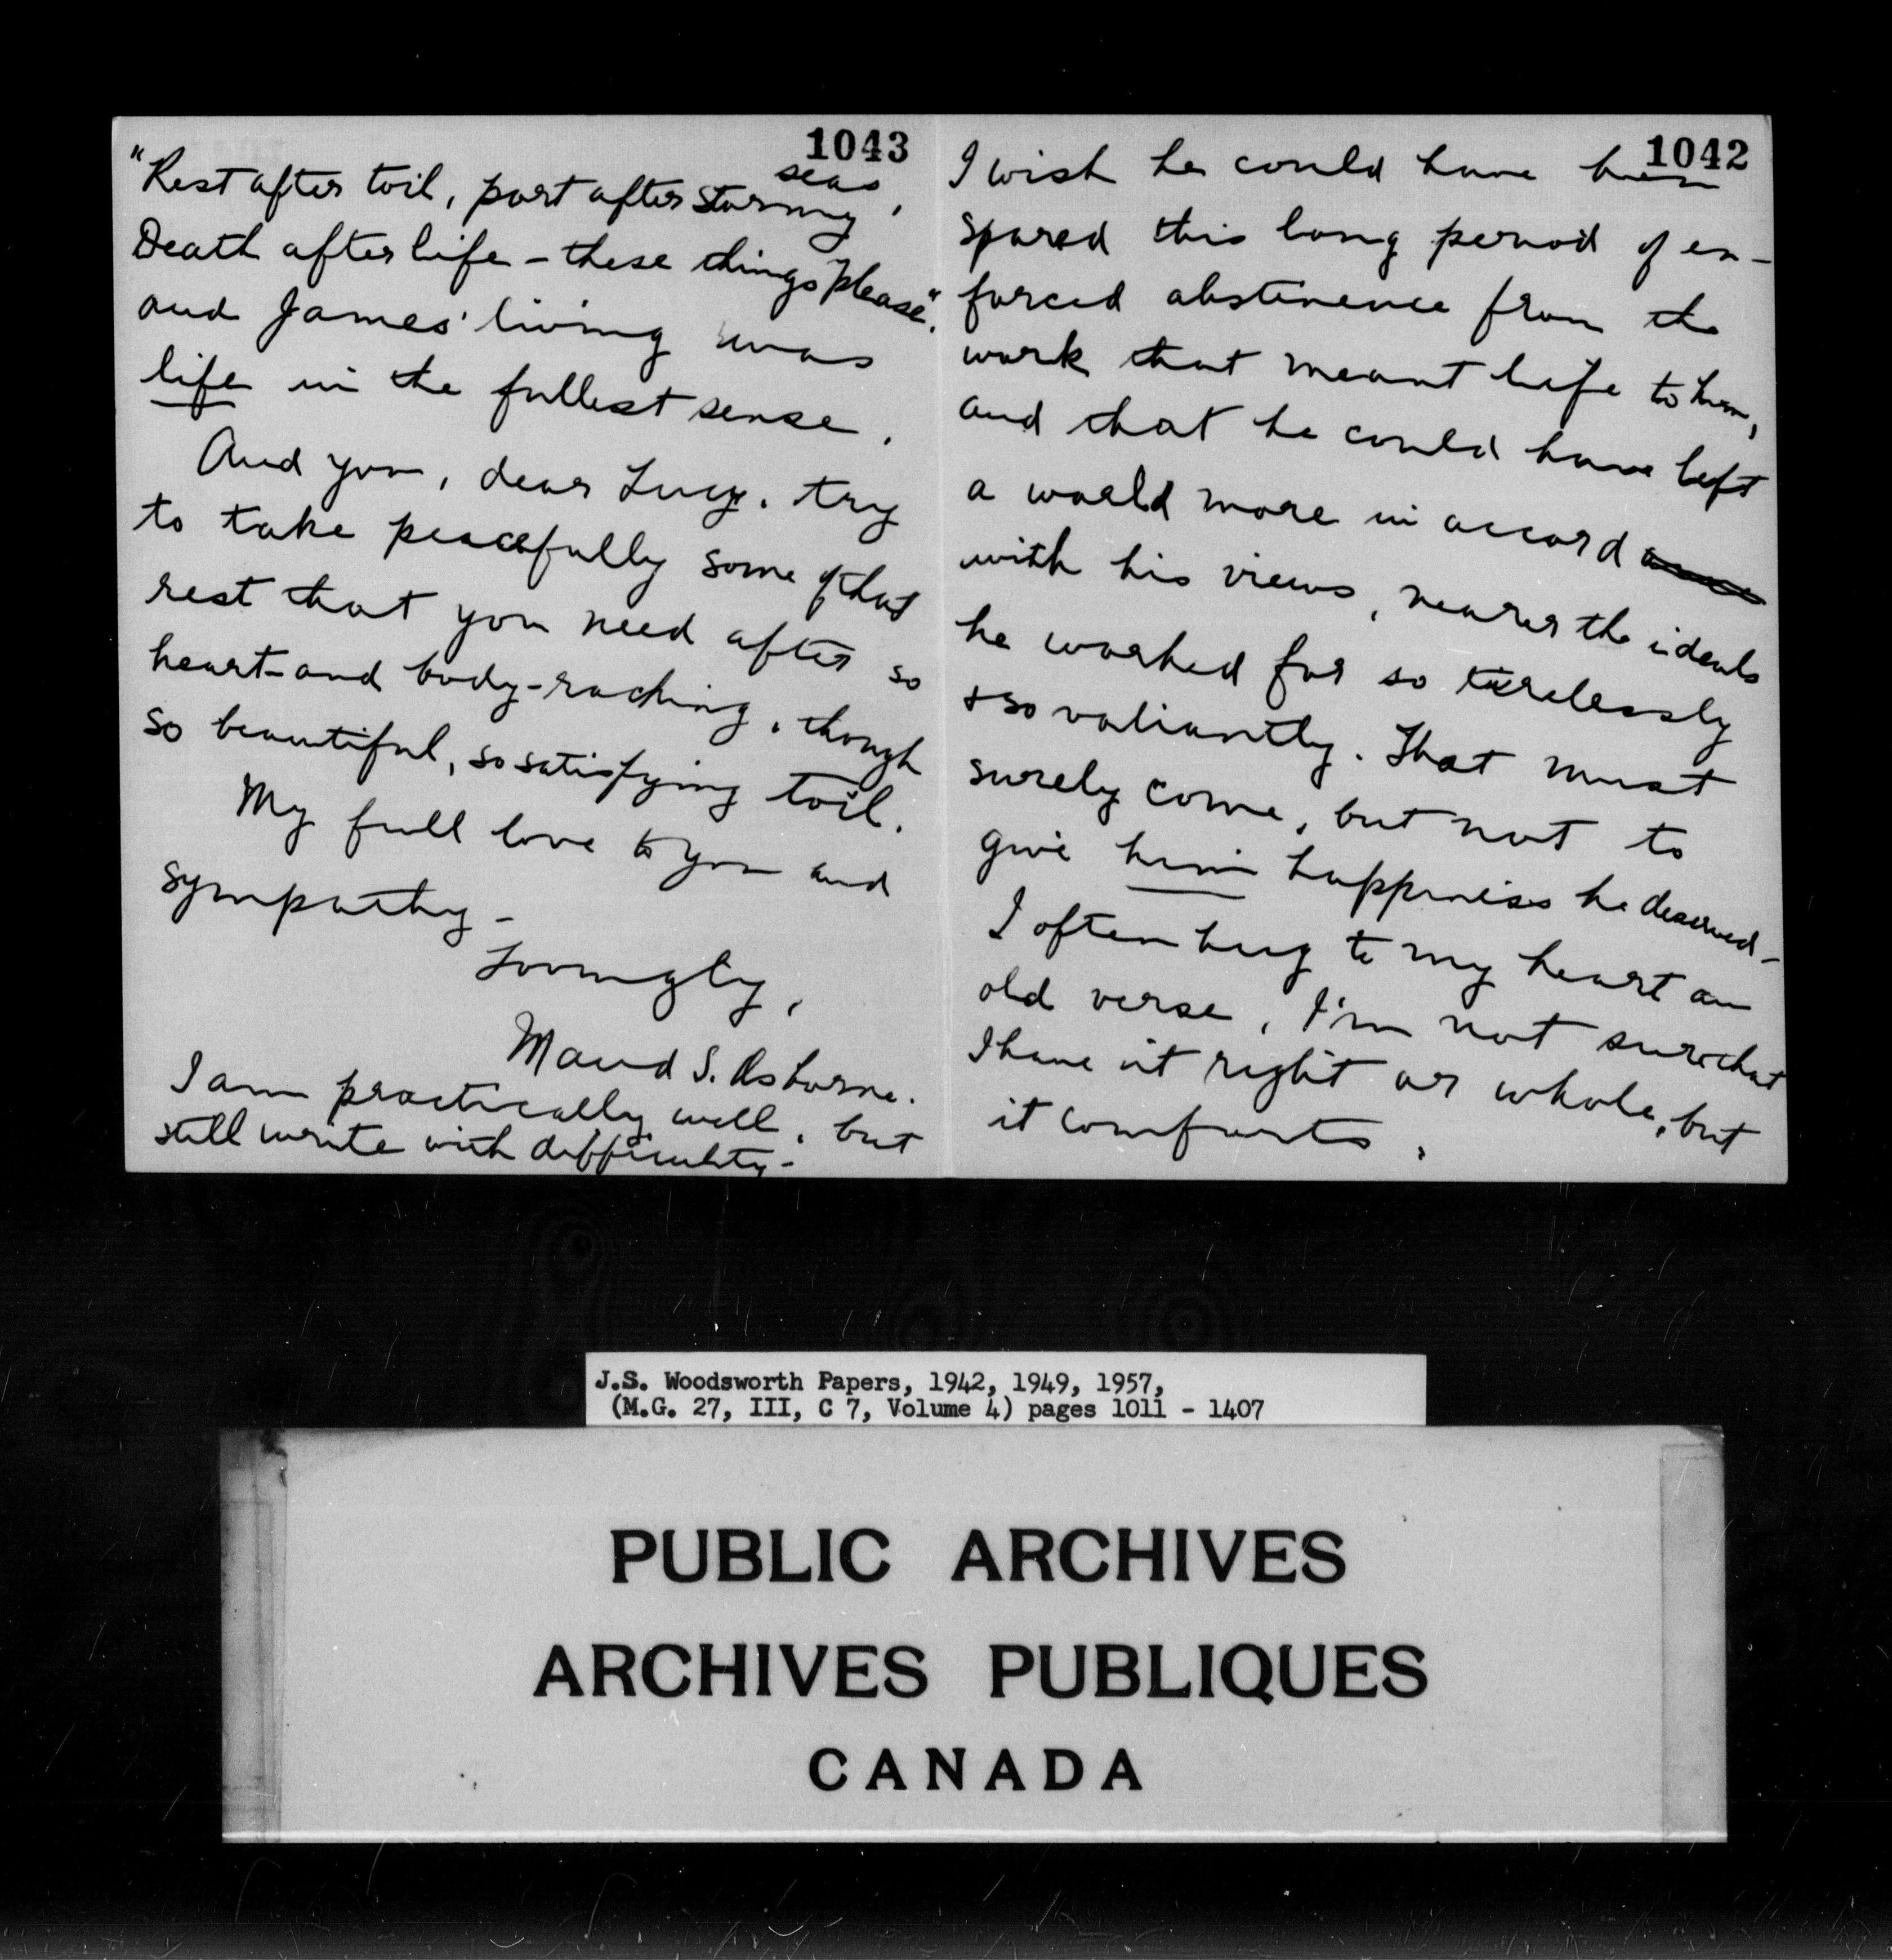 1043
"Rest after toil, port after stormy seas,
Death after life - these things please".
and James' living was
life in the fullest sense.
And you, dear Lucy, try
to take peacefully some of that
rest that you need after so
heart-and body-racking, though
so beautiful, so satisfying toil.
My full love to you and
sympathy -
Lovingly,
Maud S. Osborne.
I am practically well, but
still write with difficulty -
1042
I wish he could have been
spared this long period of en-
forced abstinence from the
work that meant life to him,
and that he could have left
a world more in accord
with his views, nearer the ideals
he worked for so tirelessly
& so valiantly. That must
surely come, but not to
give him happiness he deserved -
I often hug to my heart an
old verse, I'm not sure that
I have it right or whole, but
it comforts.
J.S. Woodsworth Papers, 1942, 1949, 1957,
(M.G. 27, III, C 7, Volume 4) pages 1011 - 1407
PUBLIC ARCHIVES
ARCHIVES PUBLIQUES
CANADA